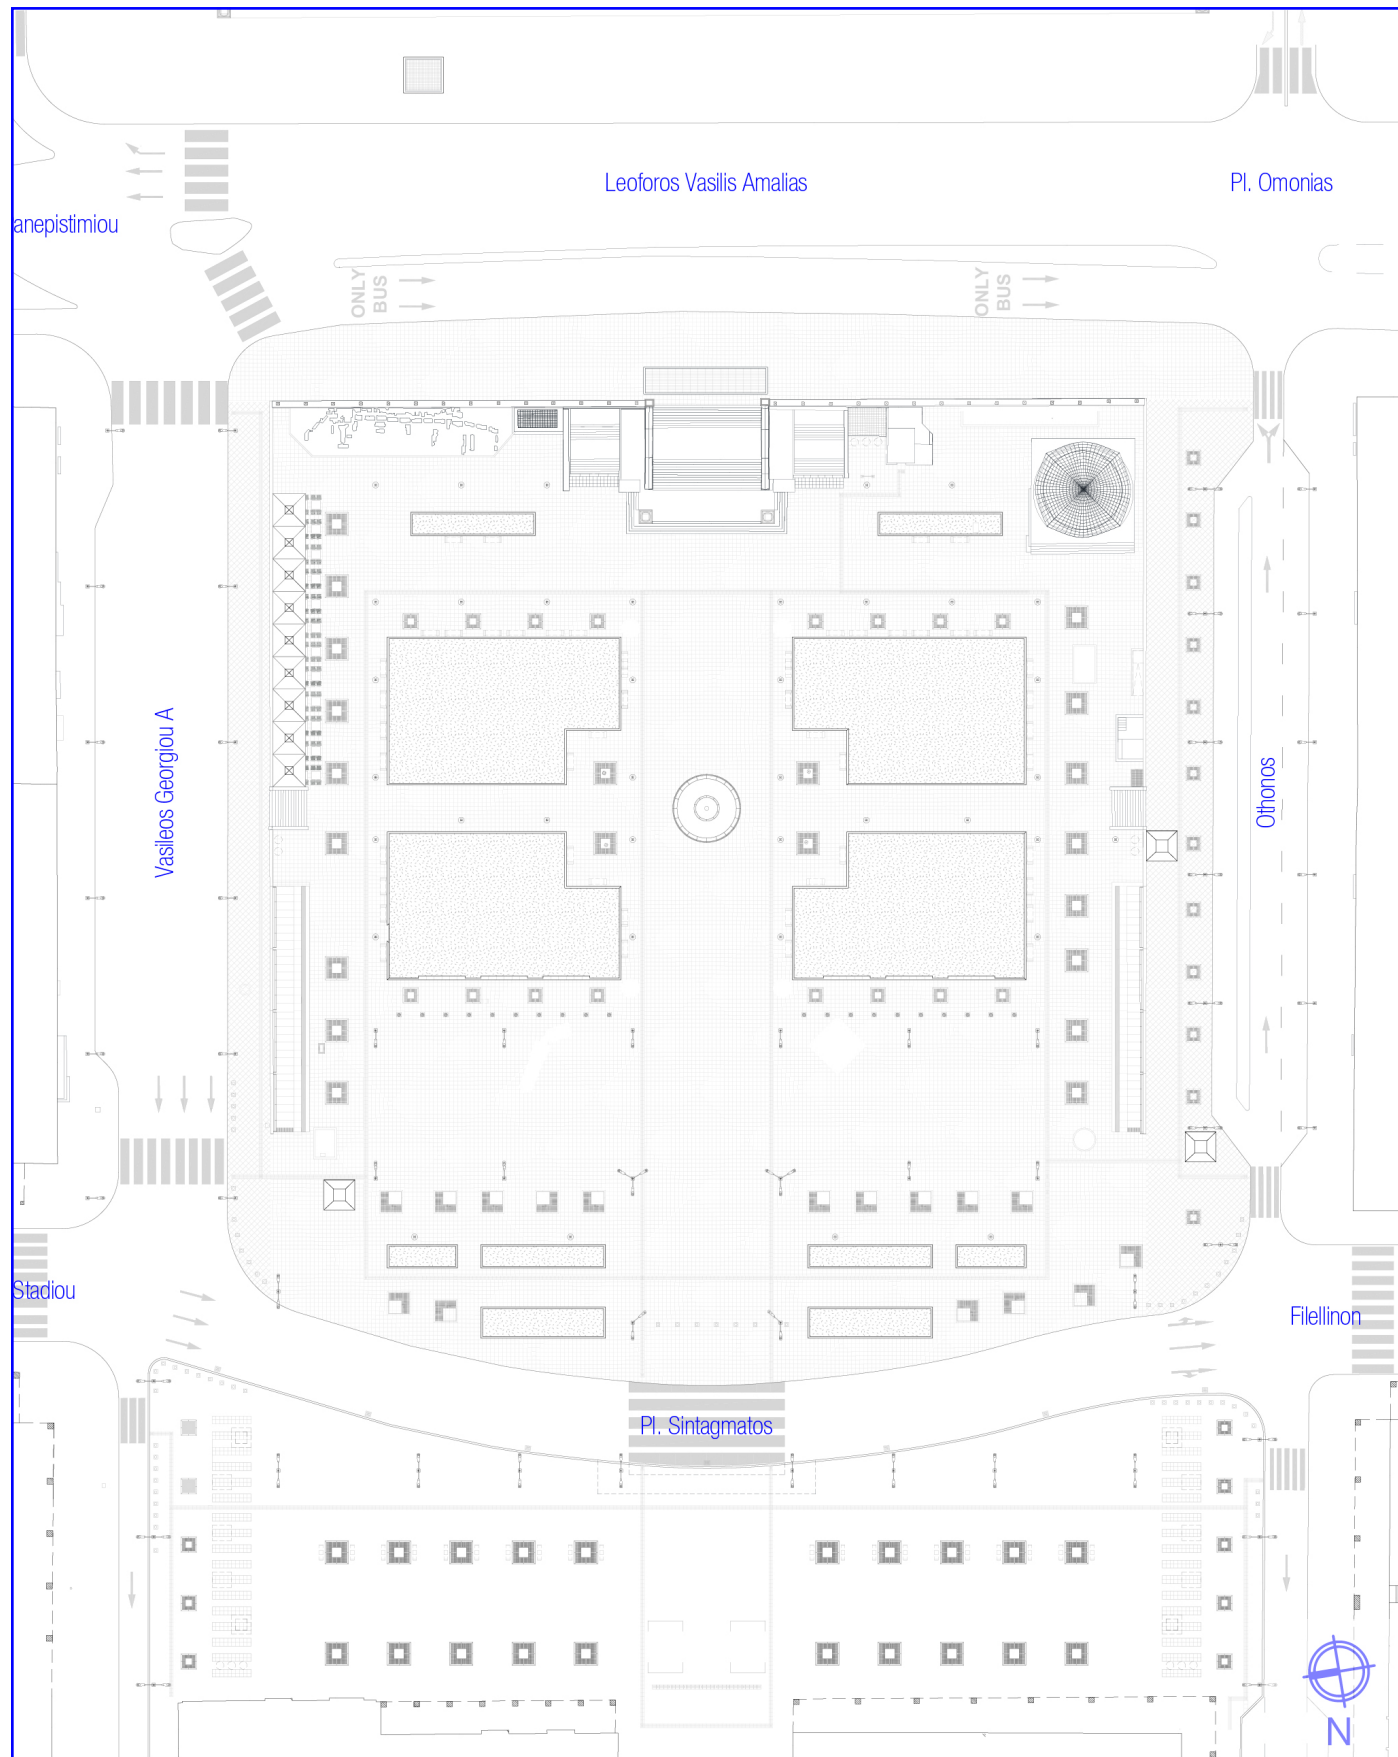 Leoforos Vasilis Amalias
Pl. Omonias
anepistimiou
ONLY
BUS
ONLY
BUS
Vasileos Georgiou A
Othonos
Stadiou
Filellinon
Pl. Sintagmatos
N